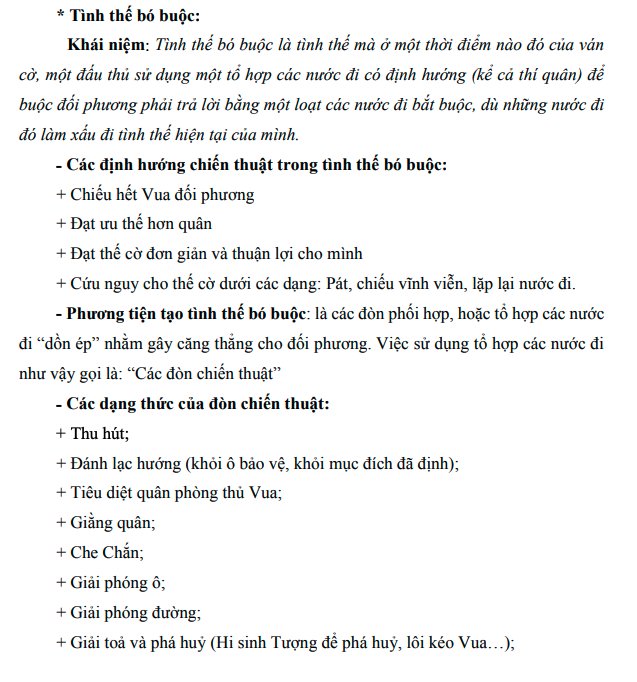 * Tình thế bó buộc:
Khái niệm: Tình thế bó buộc là tình thế mà ở một thời điểm nào đó của ván
cờ, một đấu thủ sử dụng một tổ hợp các nước đi có định hướng (kể cả thí quân) để
buộc đối phương phải trả lời bằng một loạt các nước đi bắt buộc, dù những nước đi
đó làm xấu đi tình thế hiện tại của mình.
- Các định hướng chiến thuật trong tình thế bó buộc:
+ Chiếu hết Vua đối phương
+ Đạt ưu thế hơn quân
+ Đạt thế cờ đơn giản và thuận lợi cho mình
+ Cứu nguy cho thế cờ dưới các dạng: Pát, chiếu vĩnh viễn, lặp lại nước đi.
- Phương tiện tạo tình thế bó buộc: là các đòn phối hợp, hoặc tổ hợp các nước
đi “dồn ép” nhằm gây căng thẳng cho đối phương. Việc sử dụng tổ hợp các nước đi
như vậy gọi là: “Các đòn chiến thuật”
- Các dạng thức của đòn chiến thuật:
+ Thu hút;
+ Đánh lạc hướng (khỏi ô bảo vệ, khỏi mục đích đã định);
+ Tiêu diệt quân phòng thủ Vua;
+ Giằng quân;
+ Che Chắn;
+ Giải phóng ô;
+ Giải phóng đường;
+ Giải toả và phá huỷ (Hi sinh Tượng để phá huỷ, lôi kéo Vua…);